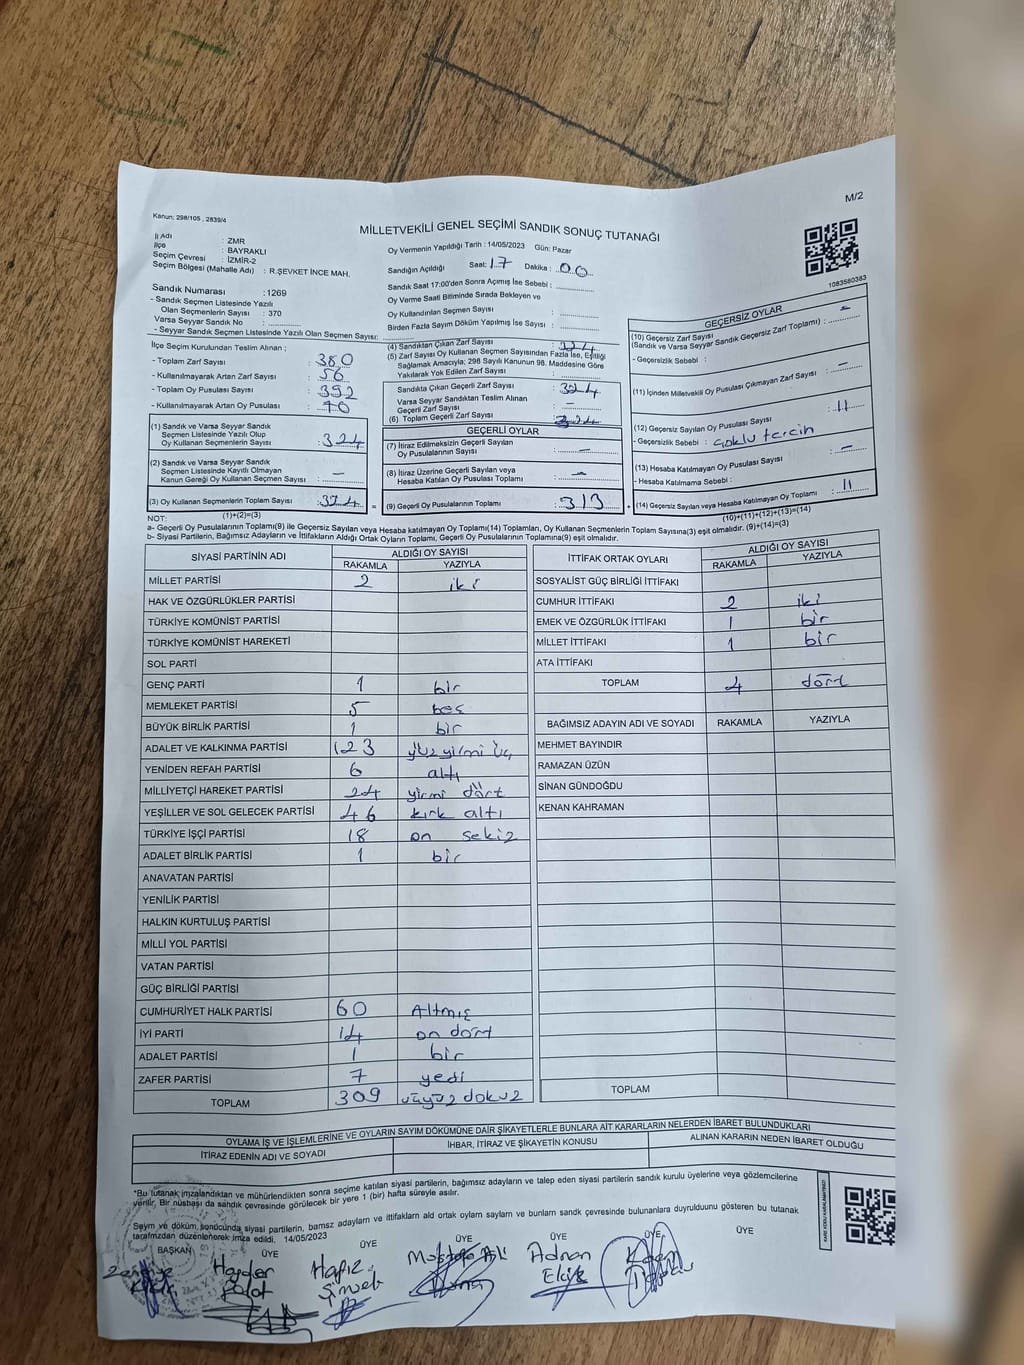 M/2
Kanun: 298/105 , 2839/4
MİLLETVEKİLİ GENEL SEÇİMİ SANDIK SONUÇ TUTANAĞI
İl Adı : ZMR
İlçe : BAYRAKLI
Seçim Çevresi : İZMİR-2
Seçim Bölgesi (Mahalle Adı) : R.ŞEVKET İNCE MAH.
Sandık Numarası : 1269
- Sandık Seçmen Listesinde Yazılı
Olan Seçmenlerin Sayısı : 370
Varsa Seyyar Sandık No :
- Seyyar Sandık Seçmen Listesinde Yazılı Olan Seçmen Sayısı:
İlçe Seçim Kurulundan Teslim Alınan ;
- Toplam Zarf Sayısı : 380
- Kullanılmayarak Artan Zarf Sayısı : 56
- Toplam Oy Pusulası Sayısı : 392
- Kullanılmayarak Artan Oy Pusulası : 70
(1) Sandık ve Varsa Seyyar Sandık
Seçmen Listesinde Yazılı Olup
Oy Kullanan Seçmenlerin Sayısı : 324
(2) Sandık ve Varsa Seyyar Sandık
Seçmen Listesinde Kayıtlı Olmayan
Kanun Gereği Oy Kullanan Seçmen Sayısı : -
(3) Oy Kullanan Seçmenlerin Toplam Sayısı : 324
(1)+(2)=(3)
Oy Vermenin Yapıldığı Tarih : 14/05/2023 Gün: Pazar
Sandığın Açıldığı Saat: 17 Dakika : 00
Sandık Saat 17:00'den Sonra Açımış İse Sebebi :
Oy Verme Saati Bitiminde Sırada Bekleyen ve
Oy Kullandırılan Seçmen Sayısı :
Birden Fazla Sayım Dökümü Yapılmış İse Sayısı :
(4) Sandıktan Çıkan Zarf Sayısı : 324
(5) Zarf Sayısı Oy Kullanan Seçmen Sayısından Fazla İse, Eşitliği
Sağlamak Amacıyla; 298 Sayılı Kanunun 98. Maddesine Göre
Yakılarak Yok Edilen Zarf Sayısı :
Sandıkta Çıkan Geçerli Zarf Sayısı : 324
Varsa Seyyar Sandıktan Teslim Alınan
Geçerli Zarf Sayısı : -
(6) Toplam Geçerli Zarf Sayısı : 324
GEÇERLİ OYLAR
(7) İtiraz Edilmeksizin Geçerli Sayılan
Oy Pusulasının Sayısı : -
(8) İtiraz Üzerine Geçerli Sayılan veya
Hesaba Katılan Oy Pusulası Sayısı : -
(9) Geçerli Oy Pusulalarının Toplamı : 313
1083580383
GEÇERSİZ OYLAR
(10) Geçersiz Zarf Sayısı
(Sandık ve Varsa Seyyar Sandık Geçersiz Zarf Toplamı) : -
- Geçersizlik Sebebi :
(11) İçinden Milletvekili Oy Pusulası Çıkmayan Zarf Sayısı : -
(12) Geçersiz Sayılan Oy Pusulası Sayısı : 11
- Geçersizlik Sebebi : Çoklu tercih
(13) Hesaba Katılmayan Oy Pusulası Sayısı : -
- Hesaba Katılmama Sebebi :
(14) Geçersiz Sayılan veya Hesaba Katılmayan Oy Toplamı : 11
(10)+(11)+(12)+(13)=(14)
NOT:
a- Geçerli Oy Pusulalarının Toplamı(9) ile Geçersiz Sayılan veya Hesaba katılmayan Oy Toplamı(14) Toplamları, Oy Kullanan Seçmenlerin Toplam Sayısına(3) eşit olmalıdır. (9)+(14)=(3)
b- Siyasi Partilerin, Bağımsız Adayların ve İttifakların Aldığı Ortak Oyların Toplamı, Geçerli Oy Pusulalarının Toplamına(9) eşit olmalıdır.
SİYASİ PARTİNİN ADI ALDIĞI OY SAYISI
RAKAMLA YAZIYLA
MİLLET PARTİSİ 2 iki
HAK VE ÖZGÜRLÜKLER PARTİSİ
TÜRKİYE KOMÜNİST PARTİSİ
TÜRKİYE KOMÜNİST HAREKETİ
SOL PARTİ
GENÇ PARTİ 1 bir
MEMLEKET PARTİSİ 5 beş
BÜYÜK BİRLİK PARTİSİ 1 bir
ADALET VE KALKINMA PARTİSİ 123 yüz yirmi üç
YENİDEN REFAH PARTİSİ 6 altı
MİLLİYETÇİ HAREKET PARTİSİ 24 yirmi dört
YEŞİLLER VE SOL GELECEK PARTİSİ 46 kırk altı
TÜRKİYE İŞÇİ PARTİSİ 18 on sekiz
ADALET BİRLİK PARTİSİ 1 bir
ANAVATAN PARTİSİ
YENİLİK PARTİSİ
HALKIN KURTULUŞ PARTİSİ
MİLLİ YOL PARTİSİ
VATAN PARTİSİ
GÜÇ BİRLİĞİ PARTİSİ
CUMHURİYET HALK PARTİSİ 60 Altmış
İYİ PARTİ 14 on dört
ADALET PARTİSİ 1 bir
ZAFER PARTİSİ 7 yedi
TOPLAM 309 üçyüz dokuz
İTTİFAK ORTAK OYLARI ALDIĞI OY SAYISI
RAKAMLA YAZIYLA
SOSYALİST GÜÇ BİRLİĞİ İTTİFAKI
CUMHUR İTTİFAKI 2 iki
EMEK VE ÖZGÜRLÜK İTTİFAKI 1 bir
MİLLET İTTİFAKI 1 bir
ATA İTTİFAKI
TOPLAM 4 dört
BAĞIMSIZ ADAYIN ADI VE SOYADI RAKAMLA YAZIYLA
MEHMET BAYINDIR
RAMAZAN ÜZÜN
SİNAN GÜNDOĞDU
KENAN KAHRAMAN
TOPLAM
OYLAMA İŞ VE İŞLEMLERİNE VE OYLARIN SAYIM DÖKÜMÜNE DAİR ŞİKAYETLERLE BUNLARA AİT KARARLARIN NELERDEN İBARET BULUNDUKLARI
İTİRAZ EDENİN ADI VE SOYADI İHBAR, İTİRAZ VE ŞİKAYETİN KONUSU ALINAN KARARIN NEDEN İBARET OLDUĞU
"Bu tutanak imzalandıktan ve mühürlendikten sonra seçime katılan siyasi partilerin, bağımsız adayların ve talep eden siyasi partilerin sandık kurulu üyelerine veya gözlemcilerine
verilir. Bir nüshası da sandık çevresinde görülecek bir yere 1 (bir) hafta süreyle asılır.
Sayım ve döküm sonucunda siyasi partilerin, bamsz adayların ve ittifakların ald ortak oyların sayların ve bunların sandk çevresinde bulunanlara duyrulduunu gösteren bu tutanak
tarafmzdan düzenlenerek imza edildi. 14/05/2023
BAŞKAN ÜYE ÜYE ÜYE ÜYE ÜYE ÜYE
Haydar Polat
Hafız
Mustafa Ali
Adnan
Elik